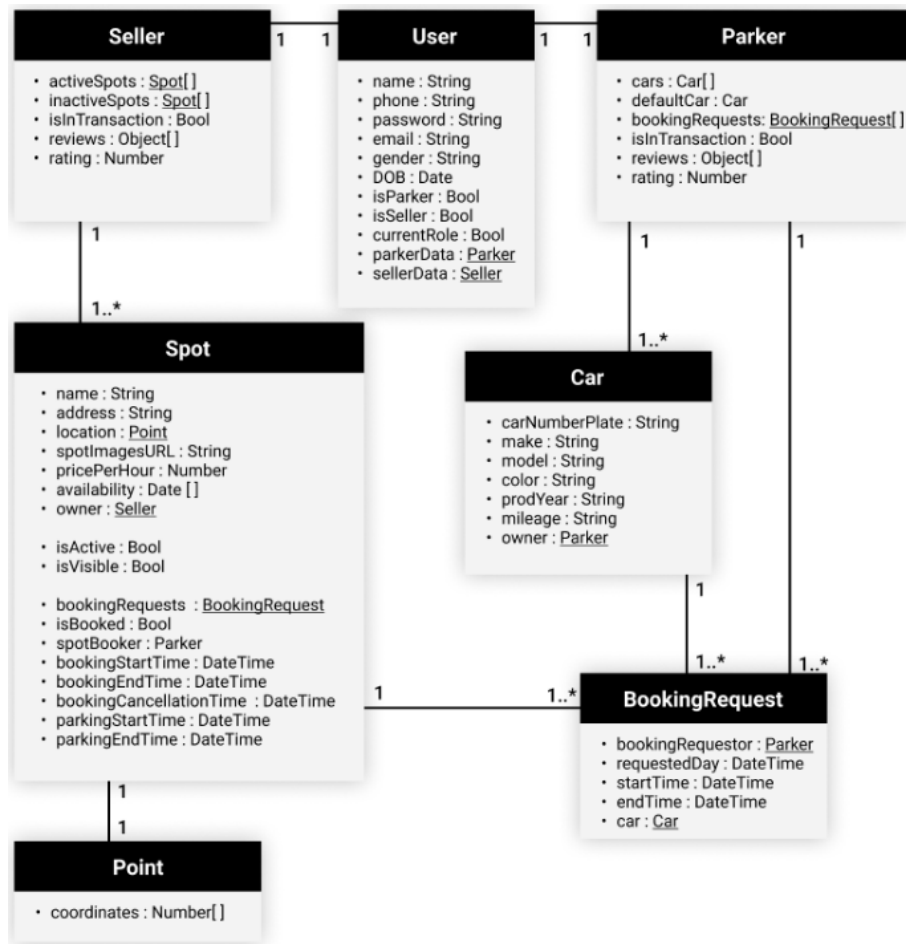 Seller
• activeSpots : Spot[ ]
• inactiveSpots : Spot[ ]
• isInTransaction : Bool
• reviews : Object[ ]
• rating : Number
1
1
User
• name : String
• phone : String
• password : String
• email : String
• gender : String
• DOB : Date
• isParker : Bool
• isSeller : Bool
• currentRole : Bool
• parkerData : Parker
• sellerData : Seller
1
1
Parker
• cars : Car[ ]
• defaultCar : Car
• bookingRequests: BookingRequest[ ]
• isInTransaction : Bool
• reviews : Object[ ]
• rating : Number
1
1..*
1
1..*
1
1..*
Spot
• name : String
• address : String
• location : Point
• spotImagesURL : String
• pricePerHour : Number
• availability : Date [ ]
• owner : Seller
• isActive : Bool
• isVisible : Bool
• bookingRequests : BookingRequest
• isBooked : Bool
• spotBooker : Parker
• bookingStartTime : DateTime
• bookingEndTime : DateTime
• bookingCancellationTime : DateTime
• parkingStartTime : DateTime
• parkingEndTime : DateTime
Car
• carNumberPlate : String
• make : String
• model : String
• color : String
• prodYear : String
• mileage : String
• owner : Parker
1
1..*
1
1..*
BookingRequest
• bookingRequestor : Parker
• requestedDay : DateTime
• startTime : DateTime
• endTime : DateTime
• car : Car
1
1
Point
• coordinates : Number[ ]